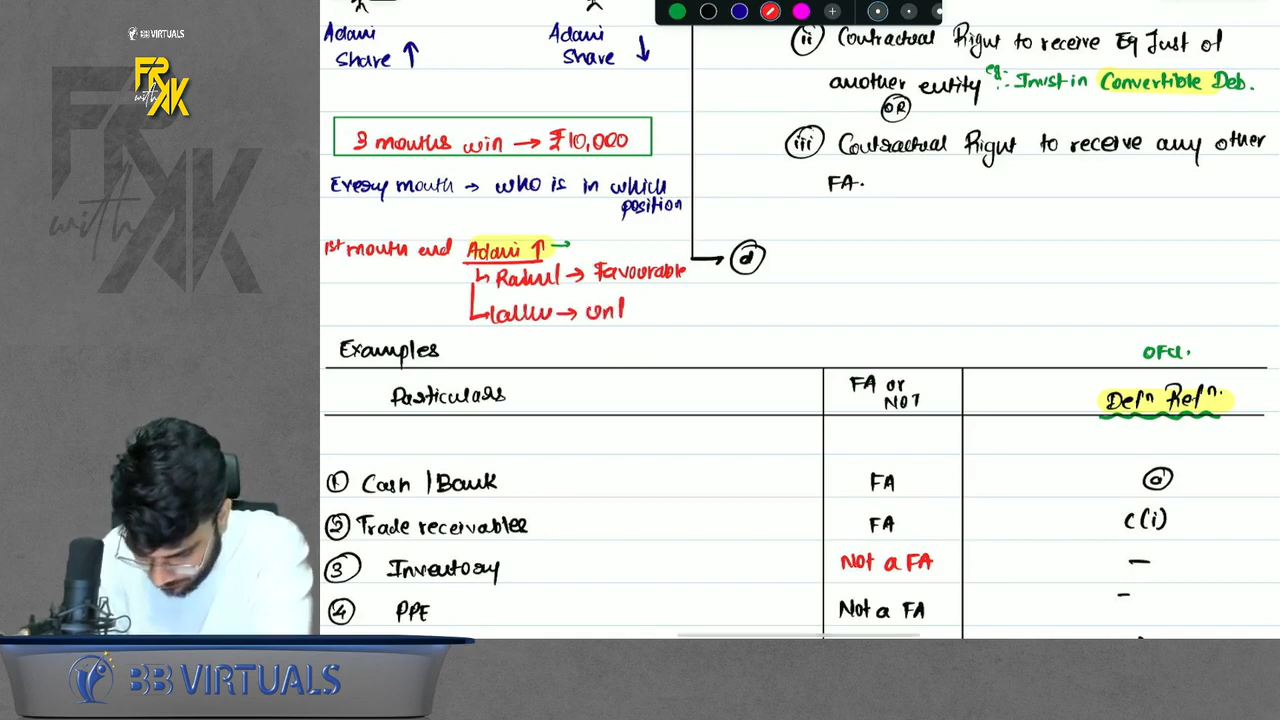 BB VIRTUALS
FR
with
AK
Adani
Share ↑
Adani
Share ↓
3 months win → ₹10,000
Every month → who is in which
position
1st month end Adani ↑ →
↳ Rahul → Favourable
↳ Lallu → unf
(ii) Contractual Right to receive Eq Inst of
another entity eg:- Invst in Convertible Deb.
OR
(iii) Contractual Right to receive any other
FA.
→ (d)
Examples
OFA.
Particulars
FA or
NOT
Defn Refn.
① Cash / Bank FA (a)
② Trade receivables FA c(i)
③ Inventory Not a FA —
④ PPE Not a FA -
BB VIRTUALS